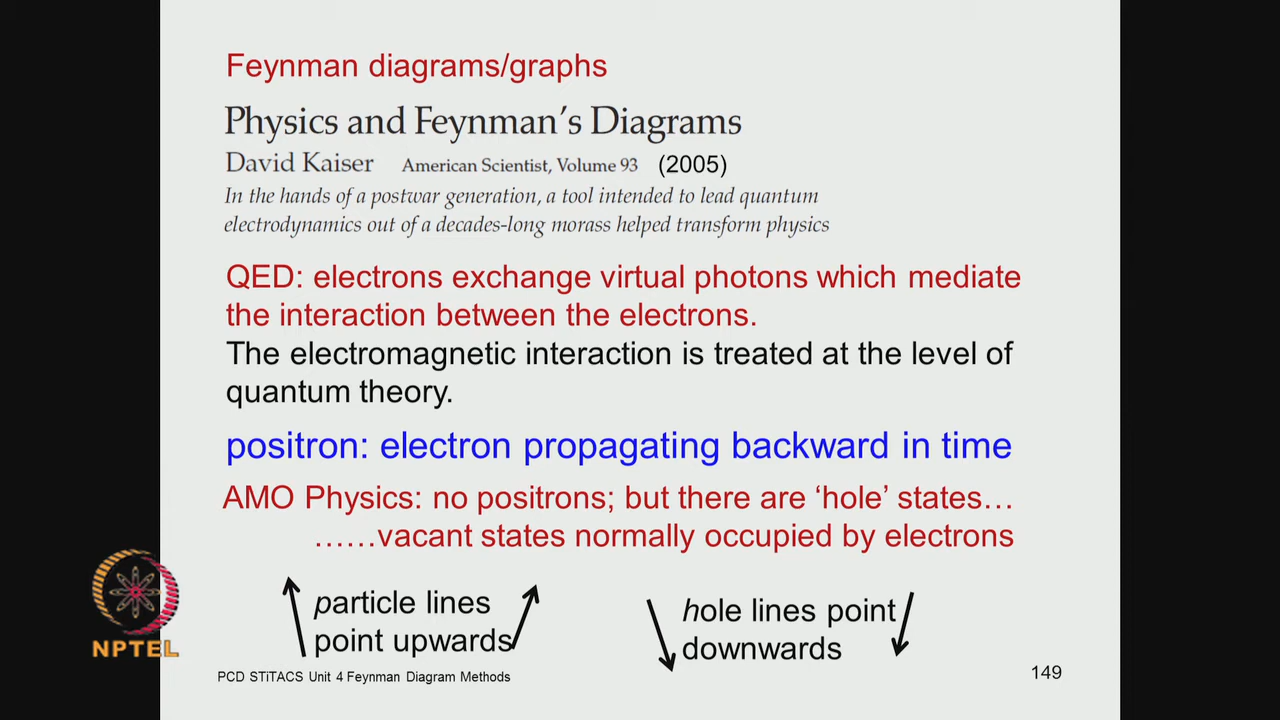 Feynman diagrams/graphs
Physics and Feynman's Diagrams
David Kaiser American Scientist, Volume 93 (2005)
In the hands of a postwar generation, a tool intended to lead quantum
electrodynamics out of a decades-long morass helped transform physics
QED: electrons exchange virtual photons which mediate
the interaction between the electrons.
The electromagnetic interaction is treated at the level of
quantum theory.
positron: electron propagating backward in time
AMO Physics: no positrons; but there are ‘hole’ states…
……vacant states normally occupied by electrons
particle lines
point upwards
hole lines point
downwards
NPTEL
PCD STiTACS Unit 4 Feynman Diagram Methods
149